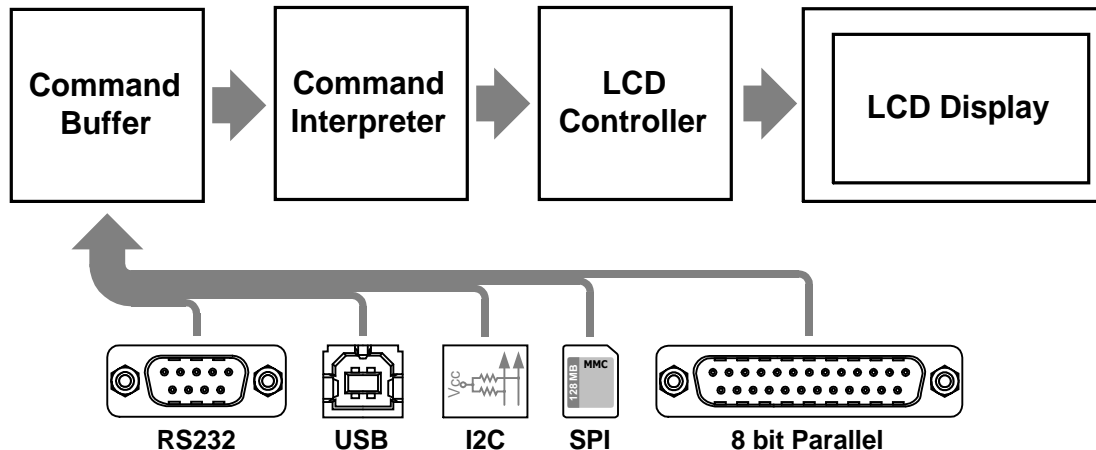 Command
Buffer
Command
Interpreter
LCD
Controller
LCD Display
VCC
128 MB
MMC
RS232
USB
I2C
SPI
8 bit Parallel